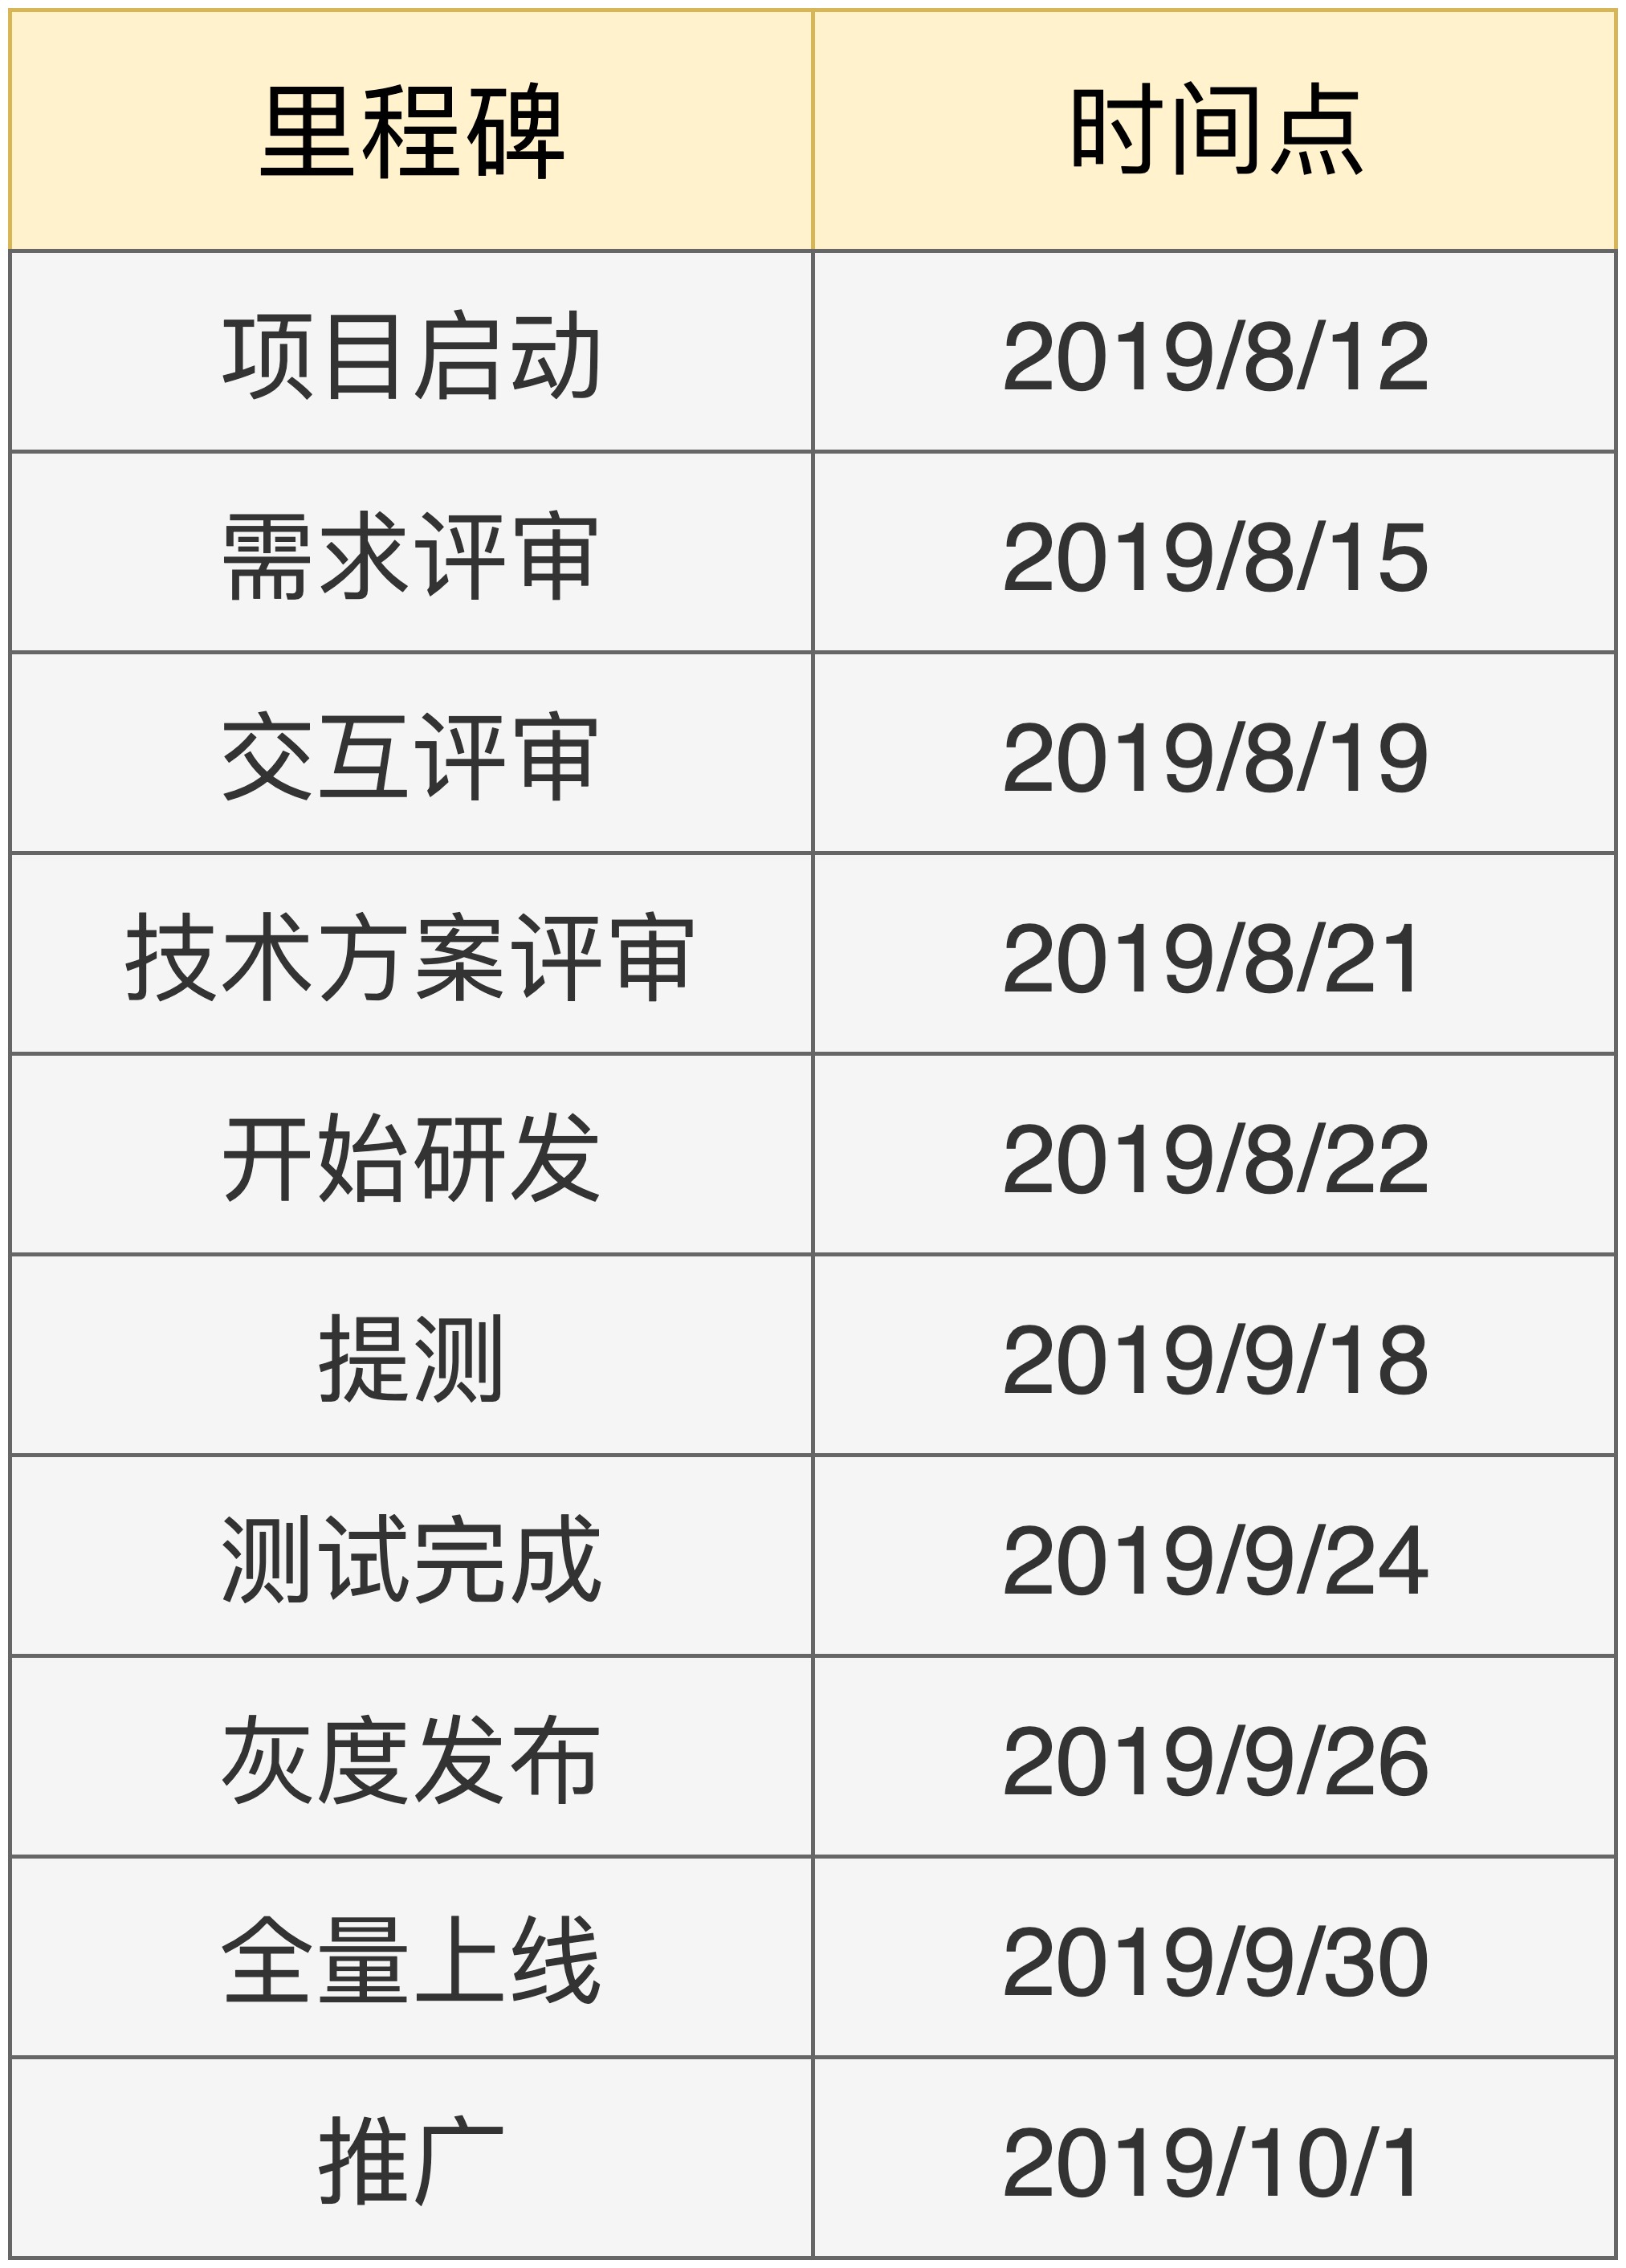 里程碑 时间点
项目启动 2019/8/12
需求评审 2019/8/15
交互评审 2019/8/19
技术方案评审 2019/8/21
开始研发 2019/8/22
提测 2019/9/18
测试完成 2019/9/24
灰度发布 2019/9/26
全量上线 2019/9/30
推广 2019/10/1